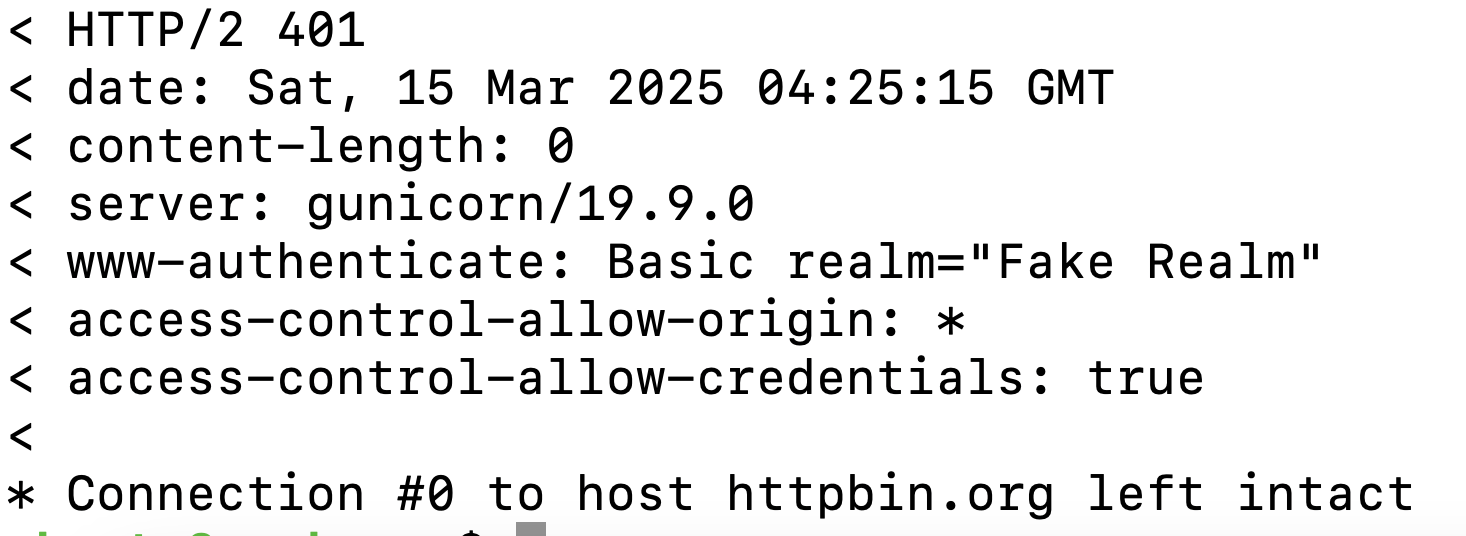 < HTTP/2 401
< date: Sat, 15 Mar 2025 04:25:15 GMT
< content-length: 0
< server: gunicorn/19.9.0
< www-authenticate: Basic realm="Fake Realm"
< access-control-allow-origin: *
< access-control-allow-credentials: true
<
* Connection #0 to host httpbin.org left intact